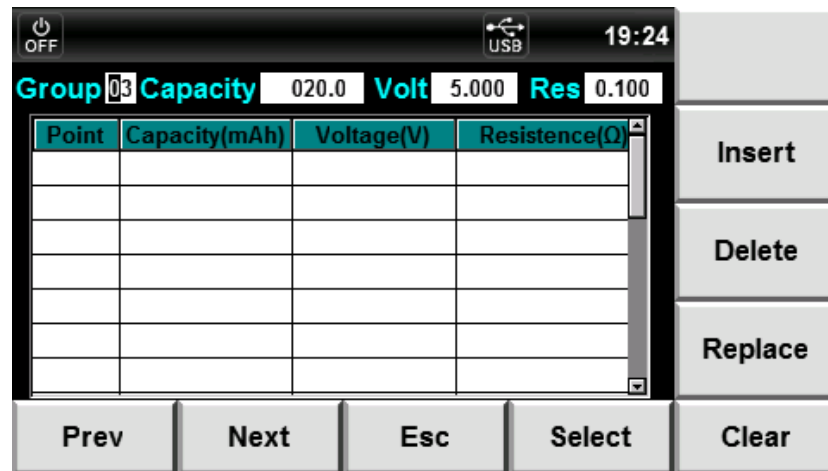 OFF USB 19:24
Group 03 Capacity 020.0 Volt 5.000 Res 0.100
Point Capacity(mAh) Voltage(V) Resistence(Ω)
Insert
Delete
Replace
Prev Next Esc Select Clear